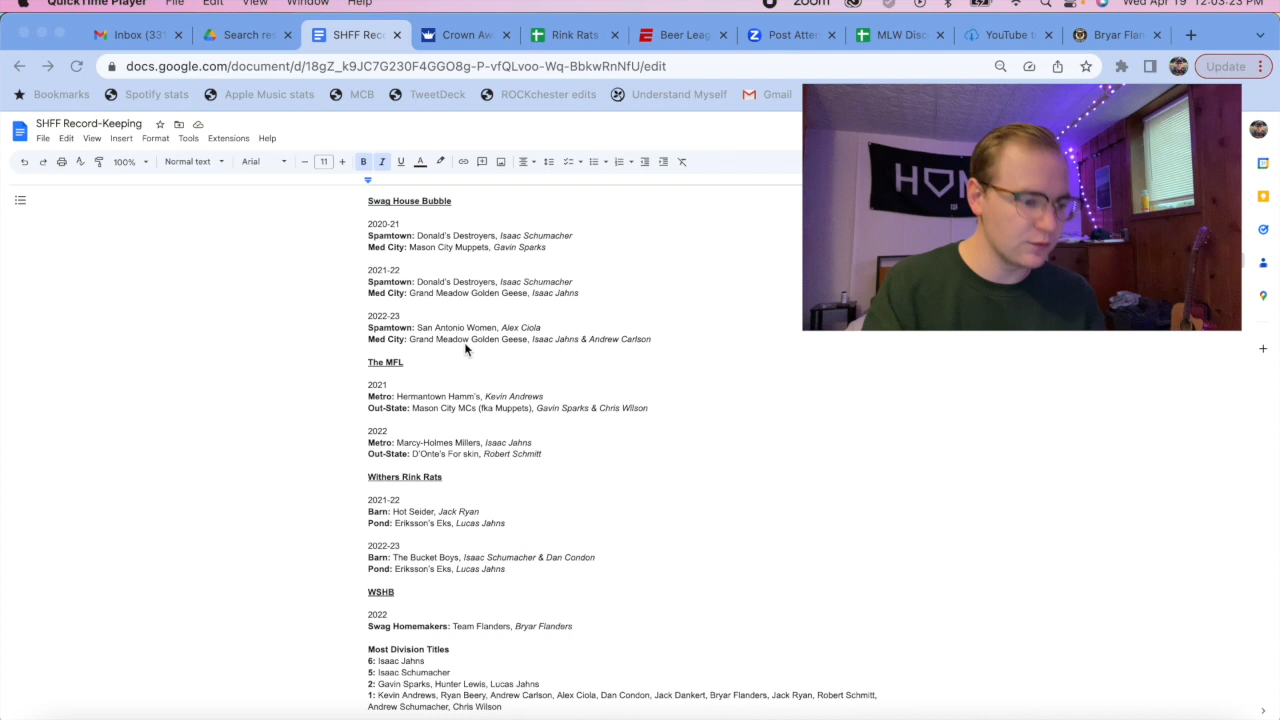 QuickTime Player File Edit View Window Help zoom Wed Apr 19 12:03:23 PM
Inbox (331 Search res SHFF Reco Crown Aw Rink Rats Beer Leag Post Atten MLW Disc YouTube t Bryar Flan
docs.google.com/document/d/18gZ_k9JC7G230F4GGO8g-P-vfQLvoo-Wq-BbkwRnNfU/edit Update
Bookmarks Spotify stats Apple Music stats MCB TweetDeck ROCKchester edits Understand Myself Gmail
SHFF Record-Keeping
File Edit View Insert Format Tools Extensions Help
100% Normal text Arial 11 B I U A
Swag House Bubble
2020-21
Spamtown: Donald's Destroyers, Isaac Schumacher
Med City: Mason City Muppets, Gavin Sparks
2021-22
Spamtown: Donald's Destroyers, Isaac Schumacher
Med City: Grand Meadow Golden Geese, Isaac Jahns
2022-23
Spamtown: San Antonio Women, Alex Ciola
Med City: Grand Meadow Golden Geese, Isaac Jahns & Andrew Carlson
The MFL
2021
Metro: Hermantown Hamm's, Kevin Andrews
Out-State: Mason City MCs (fka Muppets), Gavin Sparks & Chris Wilson
2022
Metro: Marcy-Holmes Millers, Isaac Jahns
Out-State: D'Onte's For skin, Robert Schmitt
Withers Rink Rats
2021-22
Barn: Hot Seider, Jack Ryan
Pond: Eriksson's Eks, Lucas Jahns
2022-23
Barn: The Bucket Boys, Isaac Schumacher & Dan Condon
Pond: Eriksson's Eks, Lucas Jahns
WSHB
2022
Swag Homemakers: Team Flanders, Bryar Flanders
Most Division Titles
6: Isaac Jahns
5: Isaac Schumacher
2: Gavin Sparks, Hunter Lewis, Lucas Jahns
1: Kevin Andrews, Ryan Beery, Andrew Carlson, Alex Ciola, Dan Condon, Jack Dankert, Bryar Flanders, Jack Ryan, Robert Schmitt,
Andrew Schumacher, Chris Wilson